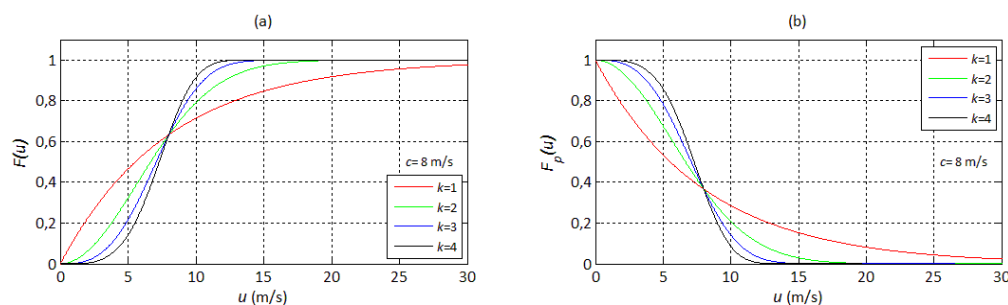 (a)
F(u)
1
0,8
0,6
0,4
0,2
0
c= 8 m/s
k=1
k=2
k=3
k=4
0 5 10 15 20 25 30
u (m/s)
(b)
Fp(u)
1
0,8
0,6
0,4
0,2
0
k=1
k=2
k=3
k=4
c= 8 m/s
0 5 10 15 20 25 30
u (m/s)